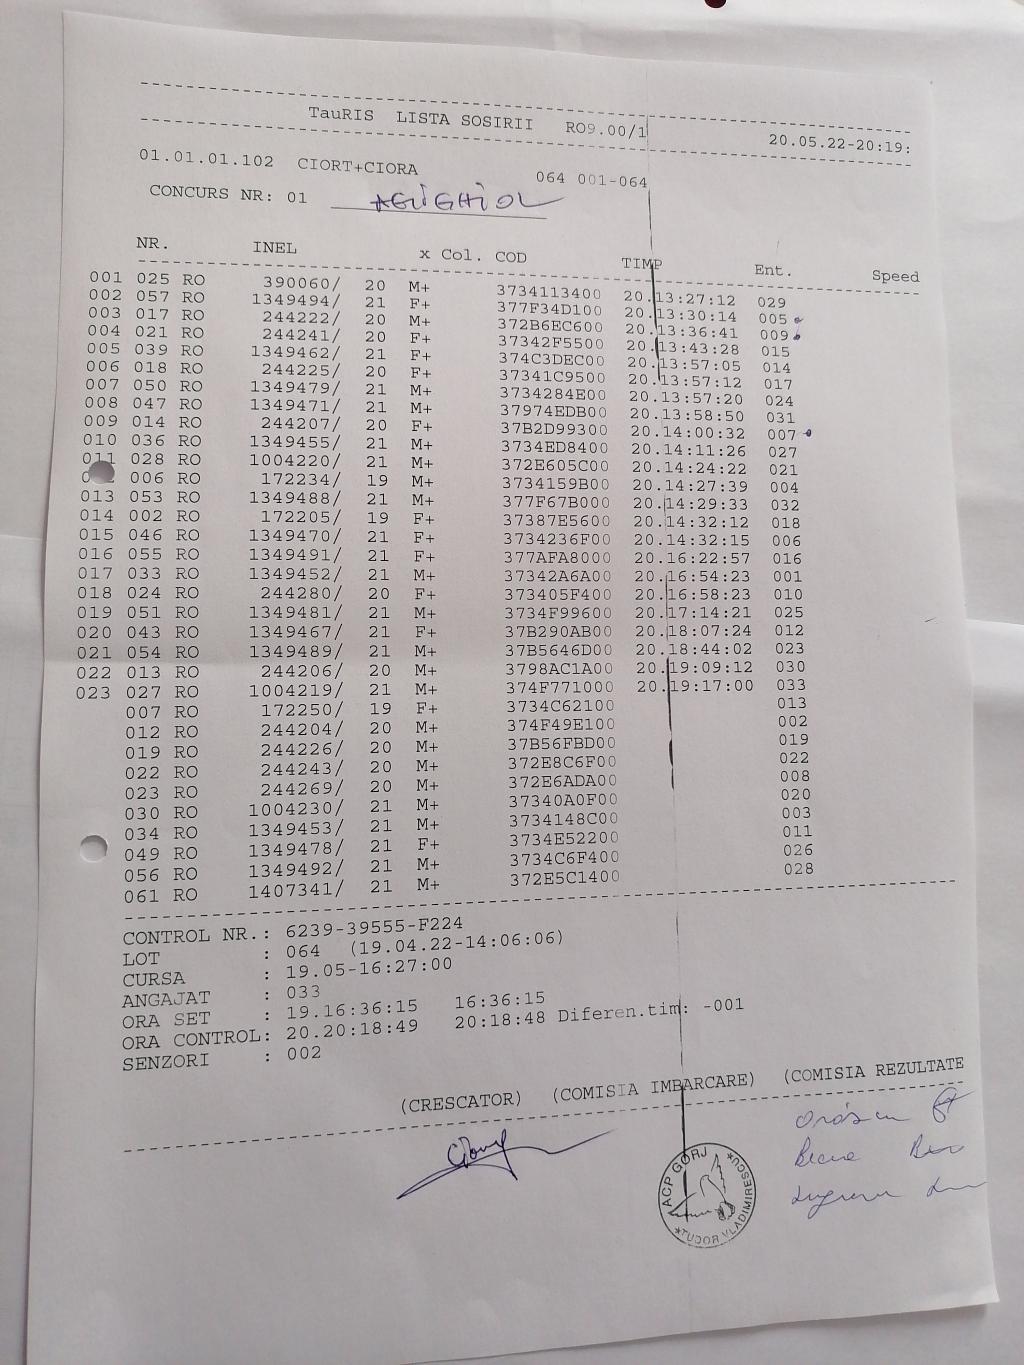 TauRIS LISTA SOSIRII RO9.00/1 20.05.22-20:19:
01.01.01.102 CIORT+CIORA 064 001-064
CONCURS NR: 01 AGIGHIOL
NR. INEL x Col. COD TIMP Ent. Speed
001 025 RO 390060/ 20 M+ 3734113400 20.13:27:12 029
002 057 RO 1349494/ 21 F+ 377F34D100 20.13:30:14 005
003 017 RO 244222/ 20 M+ 372B6EC600 20.13:36:41 009
004 021 RO 244241/ 20 F+ 37342F5500 20.13:43:28 015
005 039 RO 1349462/ 21 F+ 374C3DEC00 20.13:57:05 014
006 018 RO 244225/ 20 F+ 37341C9500 20.13:57:12 017
007 050 RO 1349479/ 21 M+ 3734284E00 20.13:57:20 024
008 047 RO 1349471/ 21 M+ 37974EDB00 20.13:58:50 031
009 014 RO 244207/ 20 F+ 37B2D99300 20.14:00:32 007
010 036 RO 1349455/ 21 M+ 3734ED8400 20.14:11:26 027
011 028 RO 1004220/ 21 M+ 372E605C00 20.14:24:22 021
006 RO 172234/ 19 M+ 3734159B00 20.14:27:39 004
013 053 RO 1349488/ 21 M+ 377F67B000 20.14:29:33 032
014 002 RO 172205/ 19 F+ 37387E5600 20.14:32:12 018
015 046 RO 1349470/ 21 F+ 3734236F00 20.14:32:15 006
016 055 RO 1349491/ 21 F+ 377AFA8000 20.16:22:57 016
017 033 RO 1349452/ 21 M+ 37342A6A00 20.16:54:23 001
018 024 RO 244280/ 20 F+ 373405F400 20.16:58:23 010
019 051 RO 1349481/ 21 M+ 3734F99600 20.17:14:21 025
020 043 RO 1349467/ 21 F+ 37B290AB00 20.18:07:24 012
021 054 RO 1349489/ 21 M+ 37B5646D00 20.18:44:02 023
022 013 RO 244206/ 20 M+ 3798AC1A00 20.19:09:12 030
023 027 RO 1004219/ 21 M+ 374F771000 20.19:17:00 033
007 RO 172250/ 19 F+ 3734C62100 013
012 RO 244204/ 20 M+ 374F49E100 002
019 RO 244226/ 20 M+ 37B56FBD00 019
022 RO 244243/ 20 M+ 372E8C6F00 022
023 RO 244269/ 20 M+ 372E6ADA00 008
030 RO 1004230/ 21 M+ 37340A0F00 020
034 RO 1349453/ 21 M+ 3734148C00 003
049 RO 1349478/ 21 F+ 3734E52200 011
056 RO 1349492/ 21 M+ 3734C6F400 026
061 RO 1407341/ 21 M+ 372E5C1400 028
CONTROL NR.: 6239-39555-F224
LOT : 064 (19.04.22-14:06:06)
CURSA : 19.05-16:27:00
ANGAJAT : 033
ORA SET : 19.16:36:15 16:36:15
ORA CONTROL: 20.20:18:49 20:18:48 Diferen.tim: -001
SENZORI : 002
(CRESCATOR) (COMISIA IMBARCARE) (COMISIA REZULTATE
ACP GORJ
*TUDOR VLADIMIRESCU*